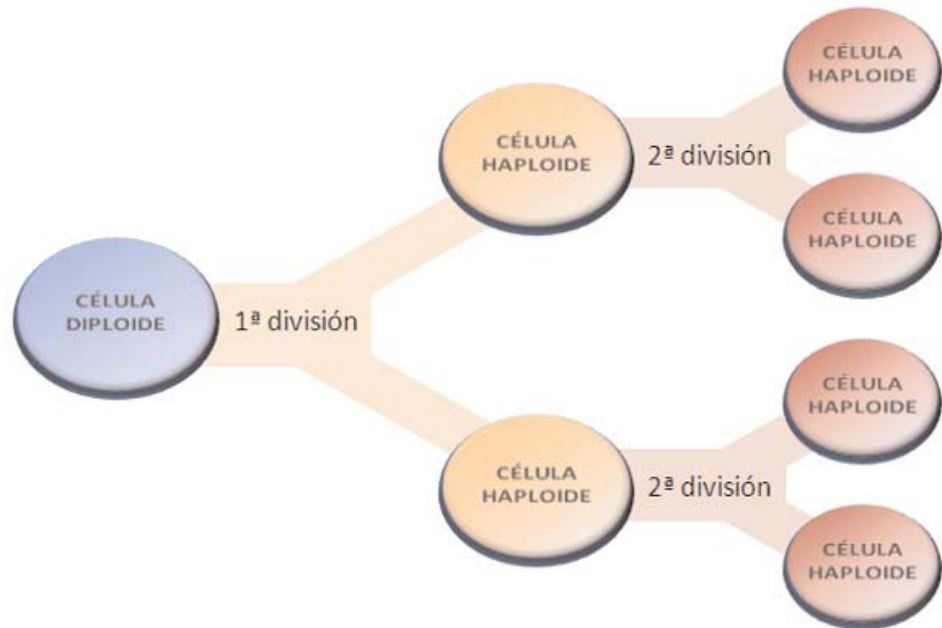 CÉLULA
DIPLOIDE
1ª división
CÉLULA
HAPLOIDE
2ª división
CÉLULA
HAPLOIDE
CÉLULA
HAPLOIDE
CÉLULA
HAPLOIDE
2ª división
CÉLULA
HAPLOIDE
CÉLULA
HAPLOIDE